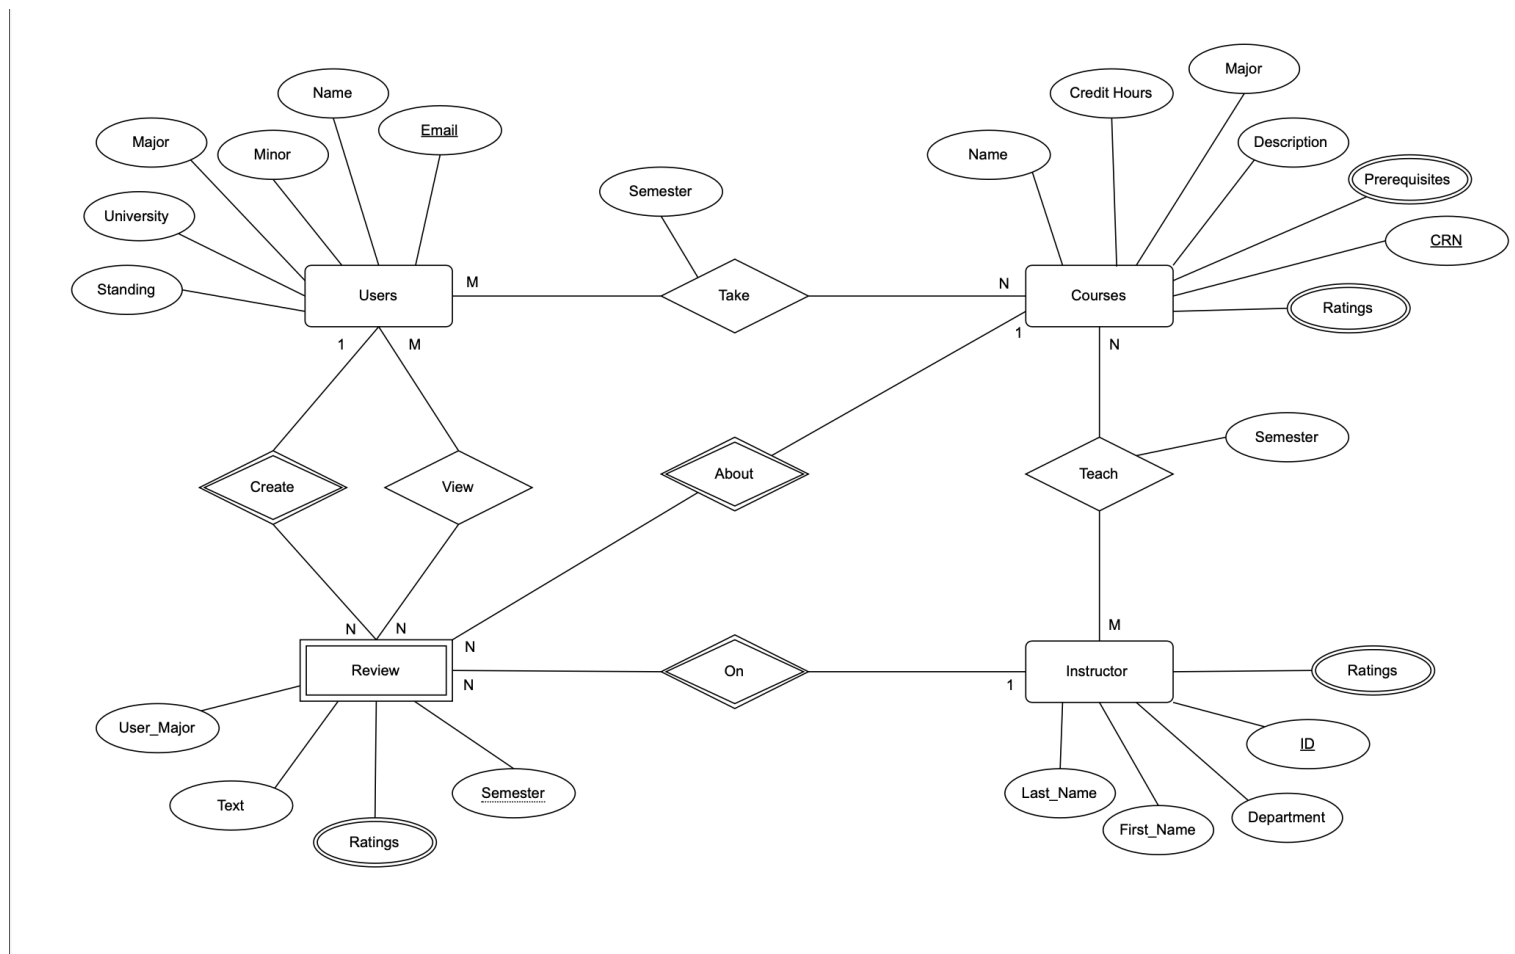 Major
Name
Credit Hours
Email
Major
Minor
Description
Name
Prerequisites
Semester
University
CRN
M
N
Standing
Users
Take
Courses
Ratings
1
M
1
N
Semester
Create
View
About
Teach
N
N
M
N
Review
On
Instructor
Ratings
N
1
User_Major
ID
Semester
Last_Name
Text
Department
First_Name
Ratings